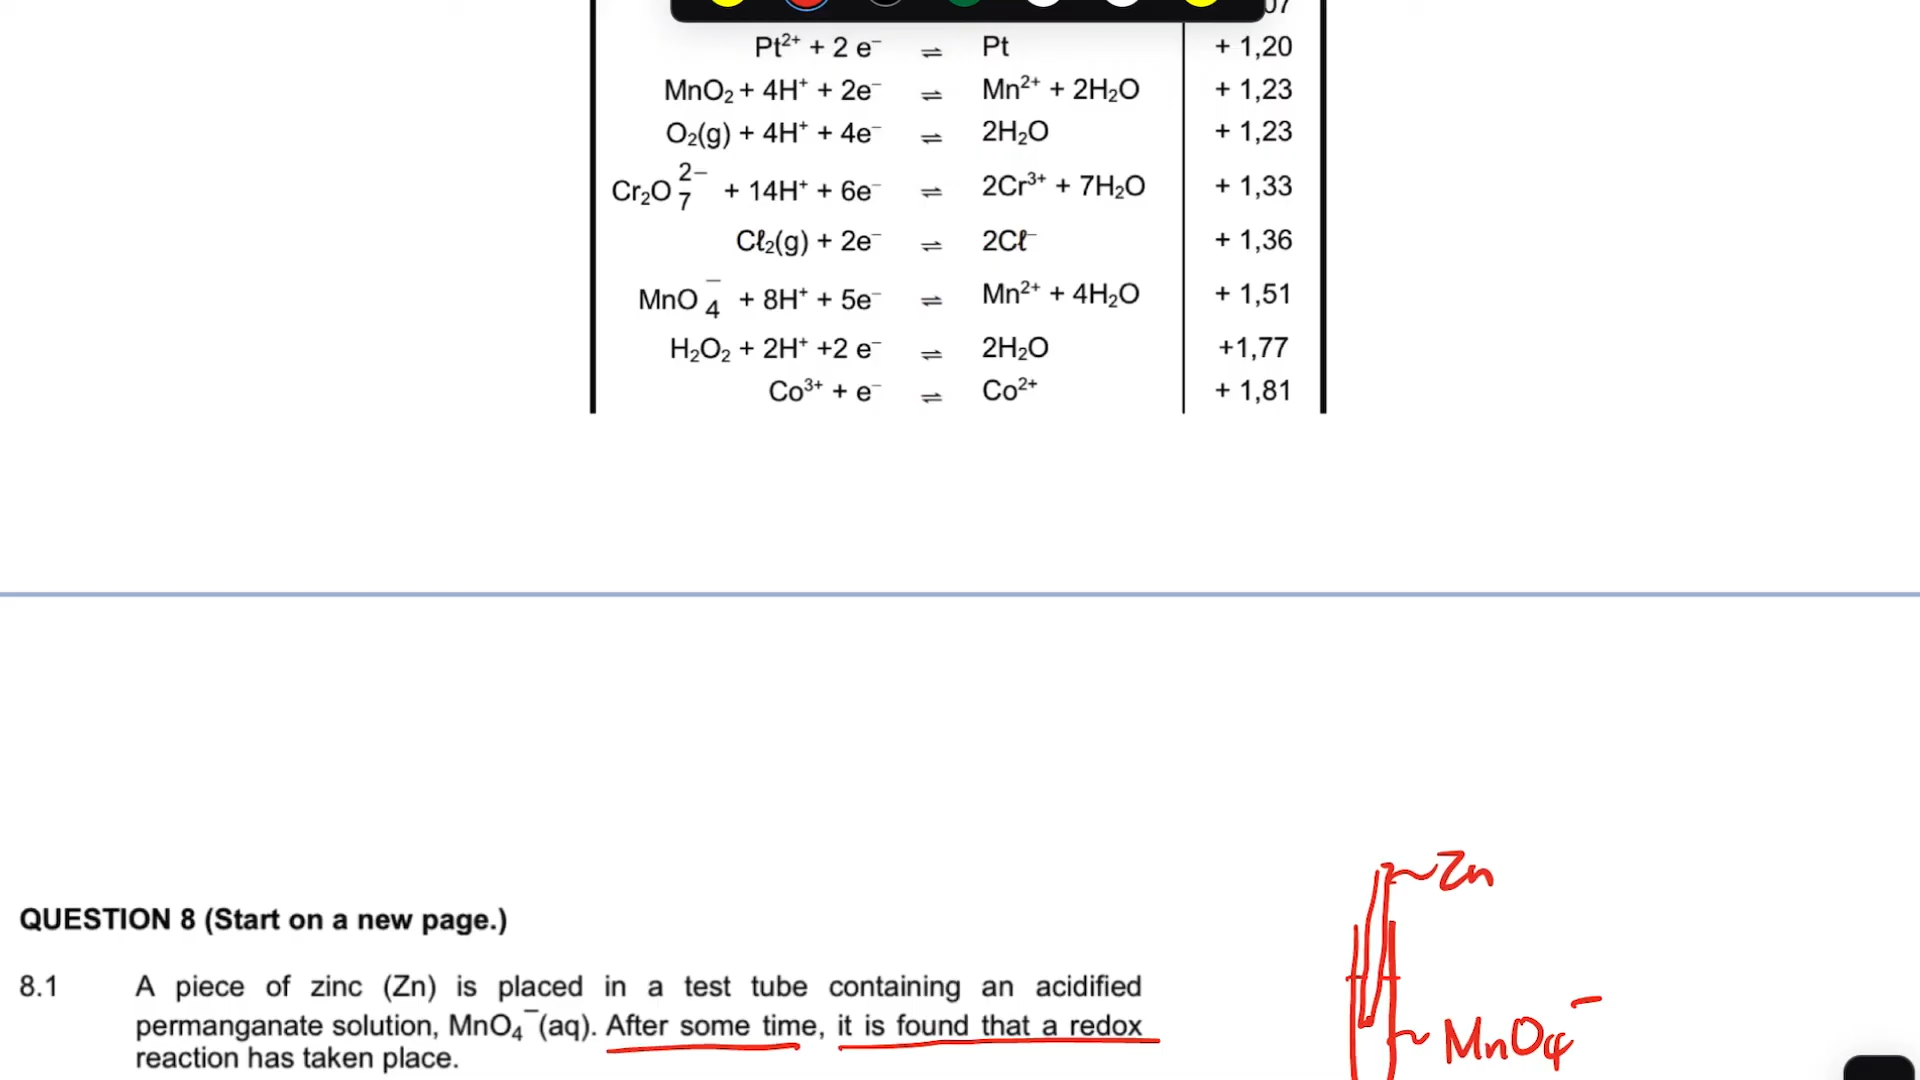 07
Pt²⁺ + 2 e⁻ ⇌ Pt + 1,20
MnO₂ + 4H⁺ + 2e⁻ ⇌ Mn²⁺ + 2H₂O + 1,23
O₂(g) + 4H⁺ + 4e⁻ ⇌ 2H₂O + 1,23
Cr₂O₇²⁻ + 14H⁺ + 6e⁻ ⇌ 2Cr³⁺ + 7H₂O + 1,33
Cℓ₂(g) + 2e⁻ ⇌ 2Cℓ⁻ + 1,36
MnO₄⁻ + 8H⁺ + 5e⁻ ⇌ Mn²⁺ + 4H₂O + 1,51
H₂O₂ + 2H⁺ +2 e⁻ ⇌ 2H₂O +1,77
Co³⁺ + e⁻ ⇌ Co²⁺ + 1,81
Zn
QUESTION 8 (Start on a new page.)
8.1 A piece of zinc (Zn) is placed in a test tube containing an acidified
permanganate solution, MnO₄⁻(aq). After some time, it is found that a redox
reaction has taken place.
MnO₄⁻